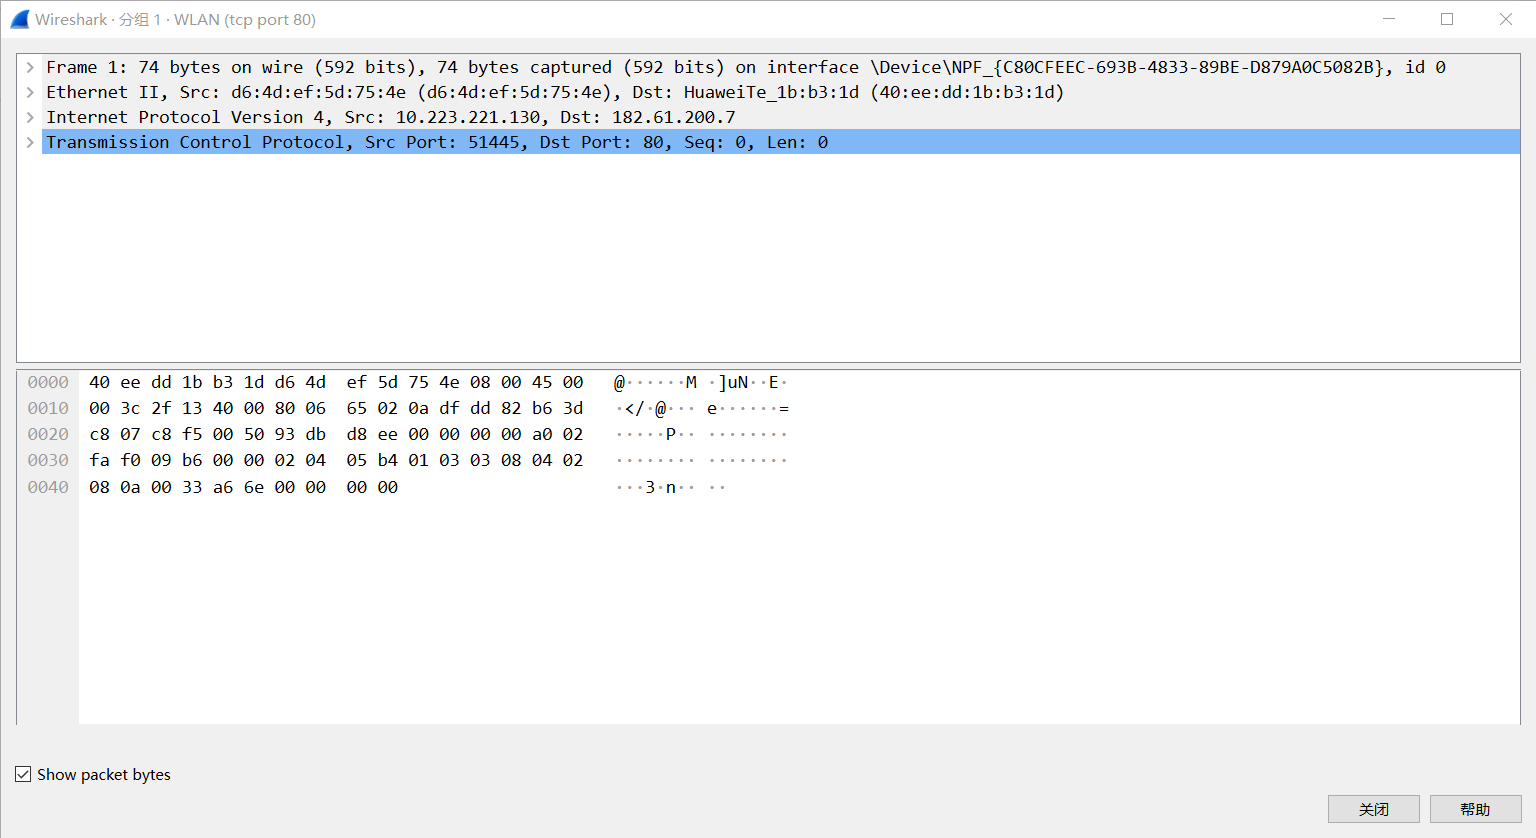 Wireshark · 分组 1 · WLAN (tcp port 80)
Frame 1: 74 bytes on wire (592 bits), 74 bytes captured (592 bits) on interface \Device\NPF_{C80CFEEC-693B-4833-89BE-D879A0C5082B}, id 0
Ethernet II, Src: d6:4d:ef:5d:75:4e (d6:4d:ef:5d:75:4e), Dst: HuaweiTe_1b:b3:1d (40:ee:dd:1b:b3:1d)
Internet Protocol Version 4, Src: 10.223.221.130, Dst: 182.61.200.7
Transmission Control Protocol, Src Port: 51445, Dst Port: 80, Seq: 0, Len: 0
0000 40 ee dd 1b b3 1d d6 4d ef 5d 75 4e 08 00 45 00 @······M ·]uN··E·
0010 00 3c 2f 13 40 00 80 06 65 02 0a df dd 82 b6 3d ·</·@··· e······=
0020 c8 07 c8 f5 00 50 93 db d8 ee 00 00 00 00 a0 02 ·····P·· ········
0030 fa f0 09 b6 00 00 02 04 05 b4 01 03 03 08 04 02 ········ ········
0040 08 0a 00 33 a6 6e 00 00 00 00 ···3·n·· ··
Show packet bytes
关闭 帮助